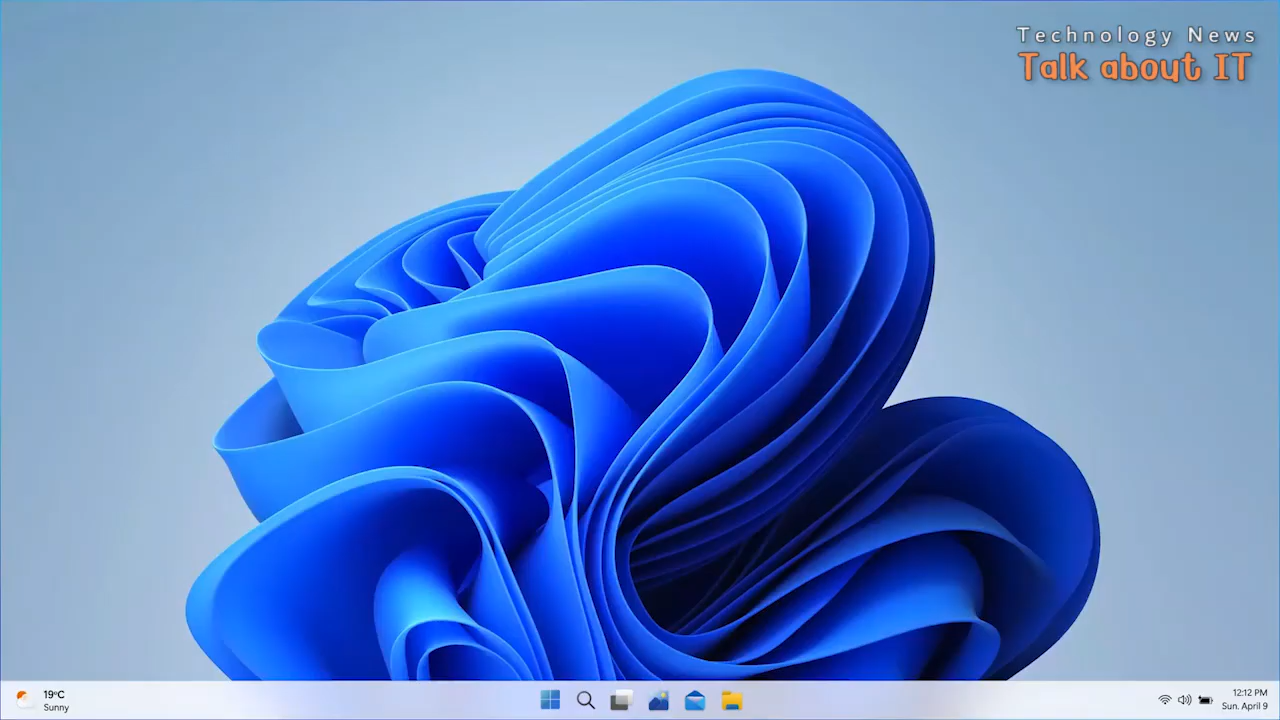 Technology News
Talk about IT
19°C
Sunny
12:12 PM
Sun. April 9